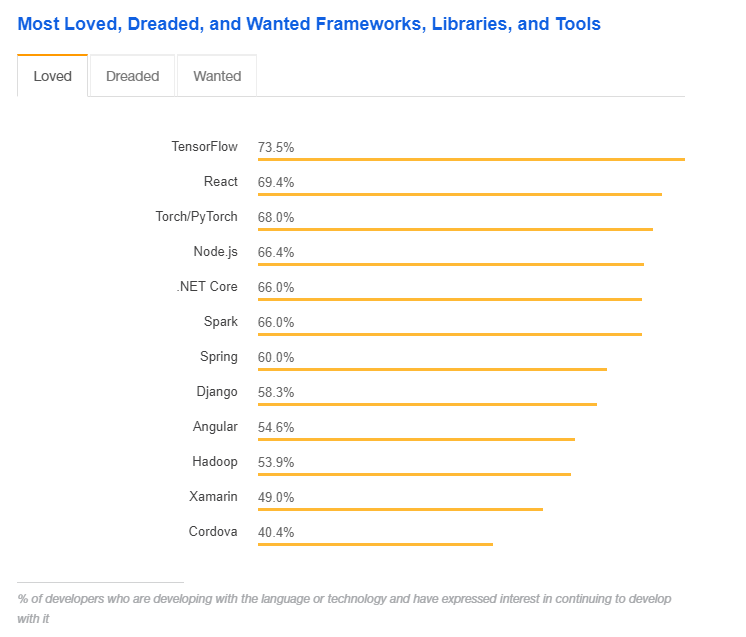 Most Loved, Dreaded, and Wanted Frameworks, Libraries, and Tools
Loved Dreaded Wanted
TensorFlow 73.5%
React 69.4%
Torch/PyTorch 68.0%
Node.js 66.4%
.NET Core 66.0%
Spark 66.0%
Spring 60.0%
Django 58.3%
Angular 54.6%
Hadoop 53.9%
Xamarin 49.0%
Cordova 40.4%
% of developers who are developing with the language or technology and have expressed interest in continuing to develop
with it